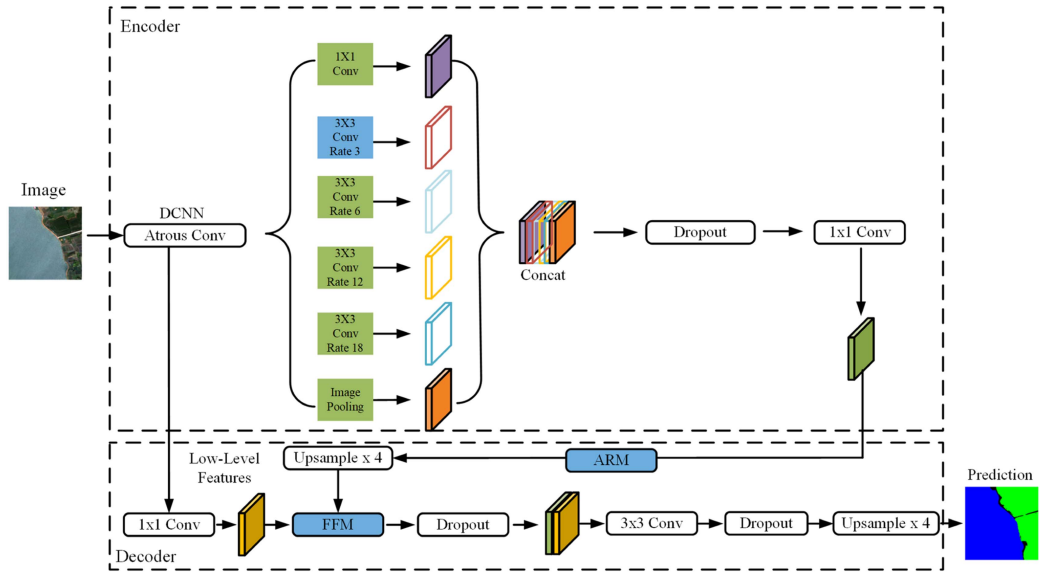 Encoder
1X1
Conv
3X3
Conv
Rate 3
3X3
Conv
Rate 6
3X3
Conv
Rate 12
3X3
Conv
Rate 18
Image
Pooling
Image
DCNN
Atrous Conv
Concat
Dropout
1x1 Conv
Low-Level
Features
Upsample x 4
ARM
Prediction
1x1 Conv
FFM
Dropout
3x3 Conv
Dropout
Upsample x 4
Decoder